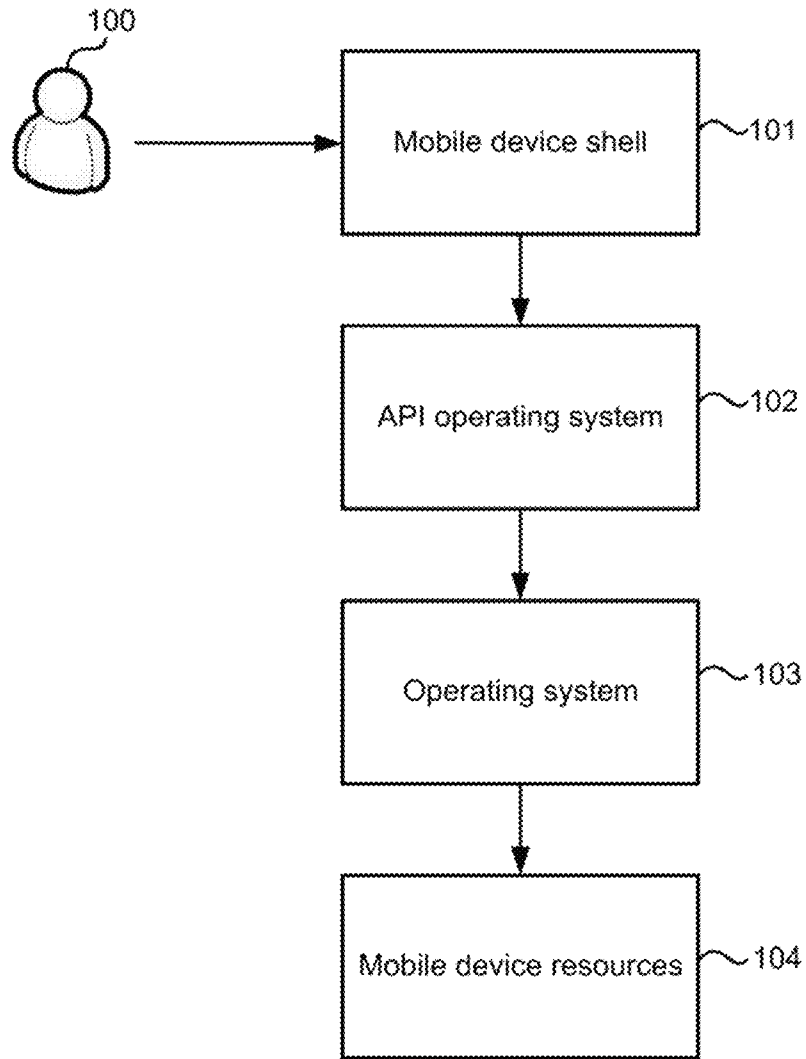 100
Mobile device shell
101
API operating system
102
Operating system
103
Mobile device resources
104